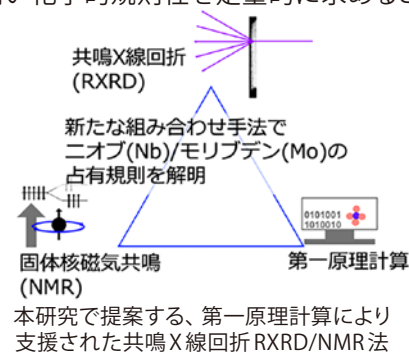 共鳴X線回折
(RXRD)
新たな組み合わせ手法で
ニオブ(Nb)/モリブデン(Mo)の
占有規則を解明
0101001
1010010
固体核磁気共鳴
(NMR)
第一原理計算
本研究で提案する、第一原理計算により
支援された共鳴X線回折RXRD/NMR法